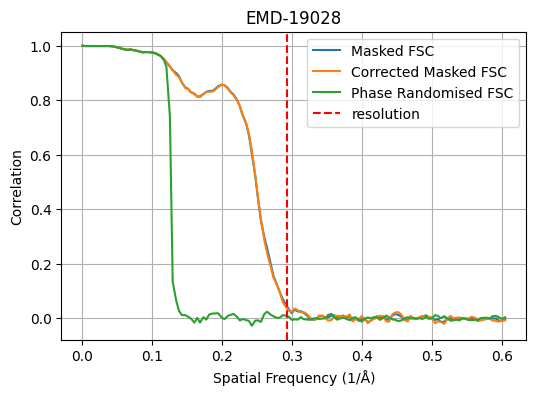 EMD-19028
Masked FSC
Corrected Masked FSC
Phase Randomised FSC
resolution
Correlation
1.0
0.8
0.6
0.4
0.2
0.0
0.0 0.1 0.2 0.3 0.4 0.5 0.6
Spatial Frequency (1/Å)